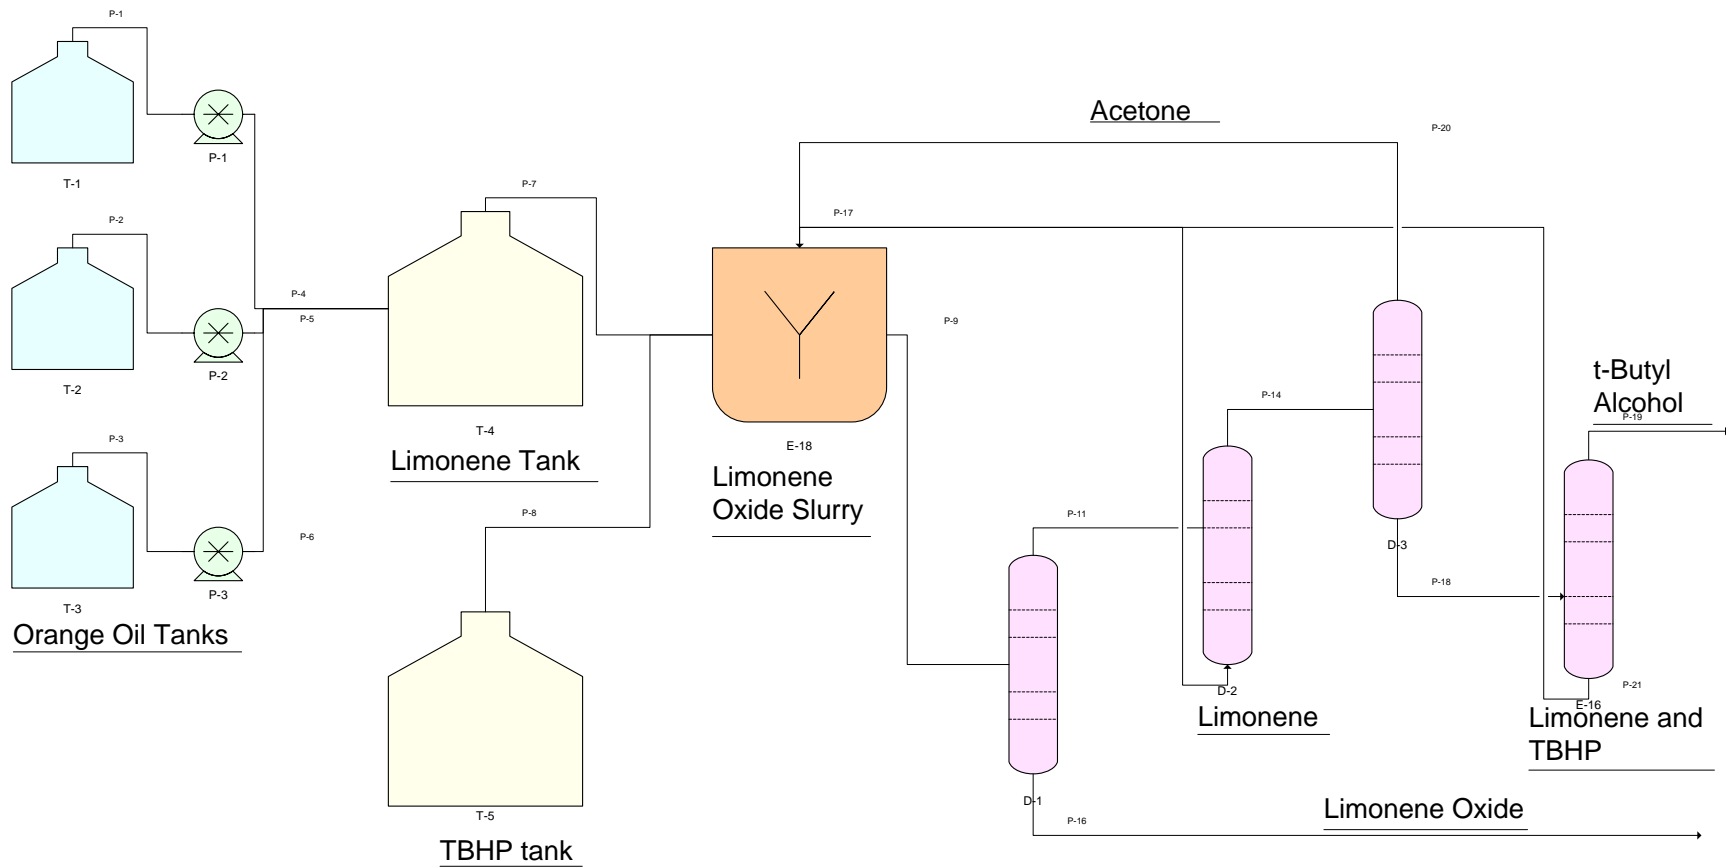 P-1
P-1
T-1
P-2
P-2
T-2
P-3
P-3
T-3
Orange Oil Tanks
P-4
P-5
P-6
P-7
T-4
Limonene Tank
P-8
T-5
TBHP tank
P-17
E-18
Limonene
Oxide Slurry
P-9
Acetone
P-20
P-11
D-1
P-16
P-14
D-2
Limonene
D-3
P-18
t-Butyl
Alcohol
P-19
P-21
E-16
Limonene and
TBHP
Limonene Oxide